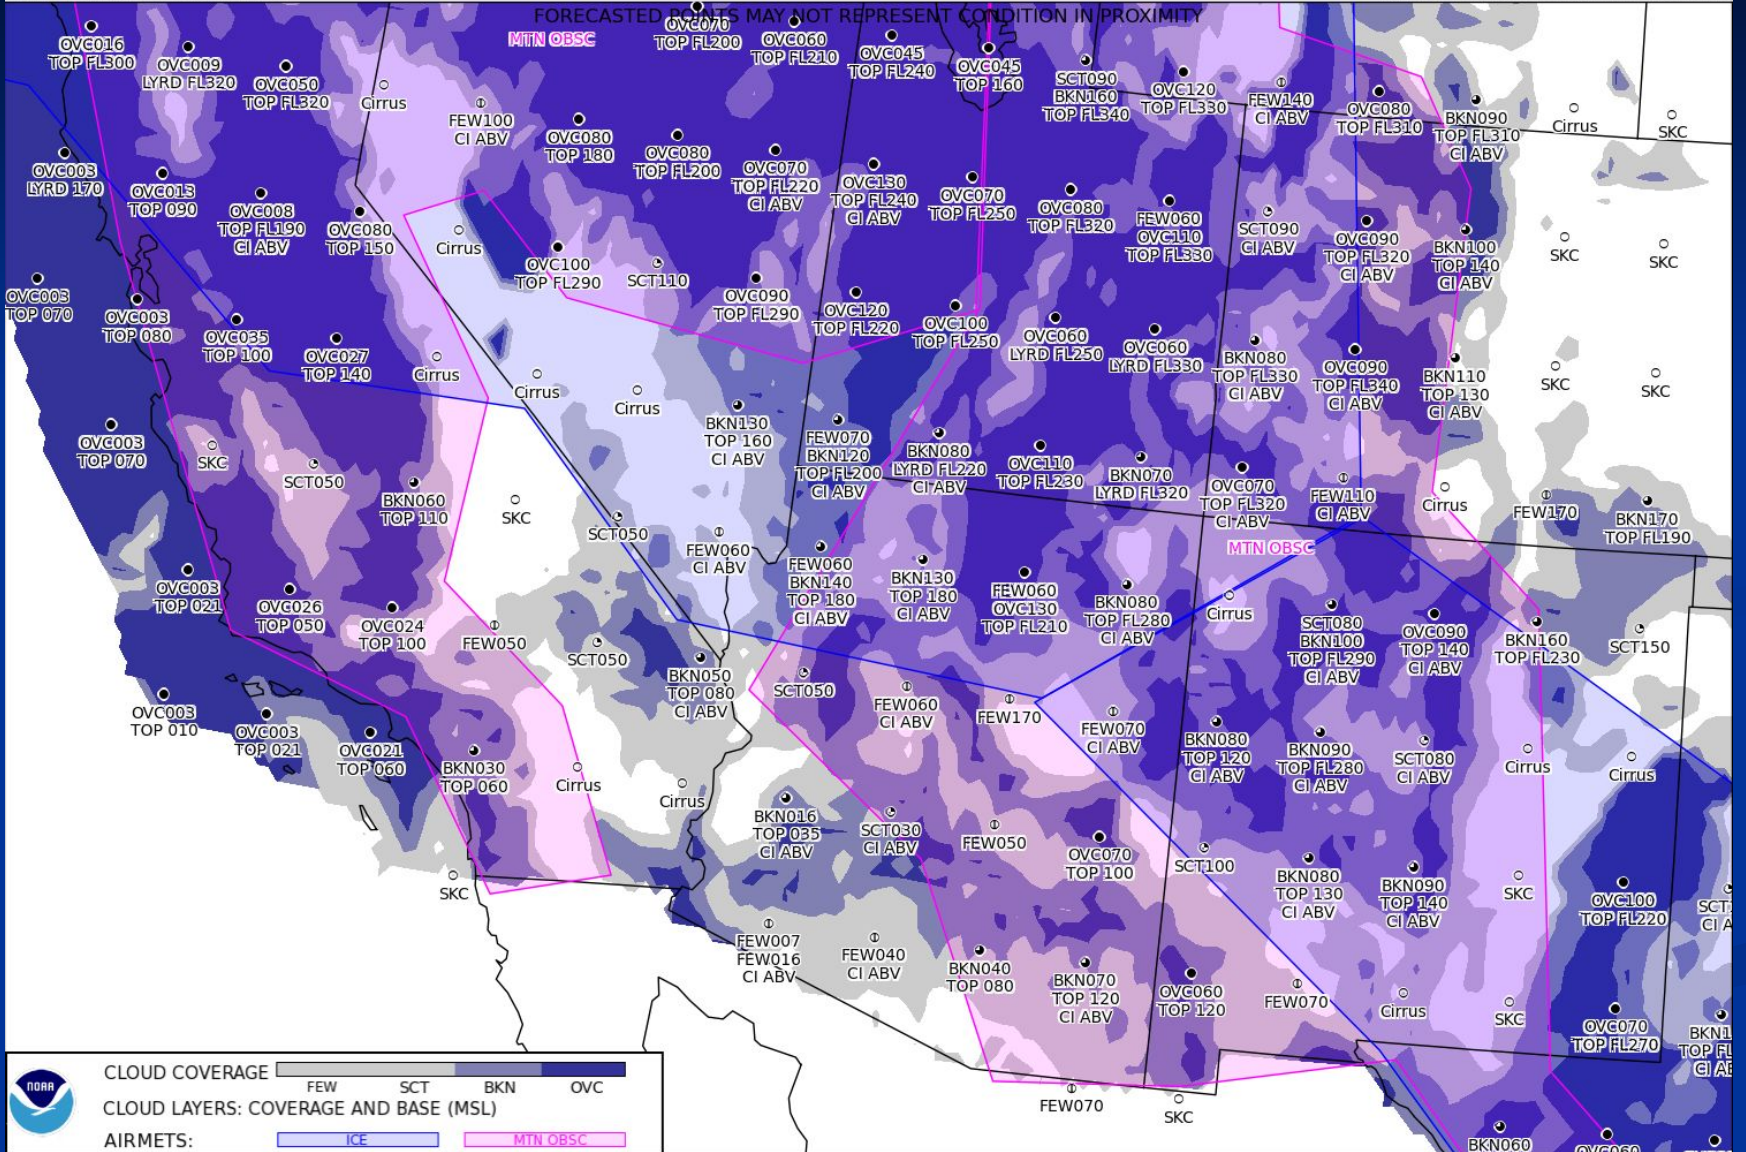 FORECASTED POINTS MAY NOT REPRESENT CONDITION IN PROXIMITY
OVC016
TOP FL300
OVC009
LYRD FL320
OVC050
TOP FL320
Cirrus
FEW100
CI ABV
MTN OBSC
OVC070
TOP FL200
OVC060
TOP FL210
OVC045
TOP FL240
OVC045
TOP 160
SCT090
BKN160
TOP FL340
OVC120
TOP FL330
FEW140
CI ABV
OVC080
TOP FL310
BKN090
TOP FL310
CI ABV
Cirrus
SKC
OVC003
LYRD 170
OVC013
TOP 090
OVC008
TOP FL190
CI ABV
OVC080
TOP 150
Cirrus
OVC080
TOP 180
OVC080
TOP FL200
OVC070
TOP FL220
CI ABV
OVC130
TOP FL240
CI ABV
OVC070
TOP FL250
OVC080
TOP FL320
FEW060
OVC110
TOP FL330
SCT090
CI ABV
OVC090
TOP FL320
CI ABV
BKN100
TOP 140
CI ABV
SKC
SKC
OVC003
TOP 070
OVC003
TOP 080
OVC035
TOP 100
OVC027
TOP 140
Cirrus
OVC100
TOP FL290
SCT110
OVC090
TOP FL290
OVC120
TOP FL220
OVC100
TOP FL250
OVC060
LYRD FL250
OVC060
LYRD FL330
BKN080
TOP FL330
CI ABV
OVC090
TOP FL340
CI ABV
BKN110
TOP 130
CI ABV
SKC
SKC
OVC003
TOP 070
SKC
SCT050
BKN060
TOP 110
SKC
Cirrus
Cirrus
BKN130
TOP 160
CI ABV
FEW070
BKN120
TOP FL200
CI ABV
BKN080
LYRD FL220
CI ABV
OVC110
TOP FL230
BKN070
LYRD FL320
OVC070
TOP FL320
CI ABV
FEW110
CI ABV
Cirrus
FEW170
BKN170
TOP FL190
OVC003
TOP 021
OVC026
TOP 050
OVC024
TOP 100
FEW050
SCT050
SCT050
FEW060
CI ABV
FEW060
BKN140
TOP 180
CI ABV
BKN130
TOP 180
CI ABV
FEW060
OVC130
TOP FL210
BKN080
TOP FL280
CI ABV
MTN OBSC
Cirrus
SCT080
BKN100
TOP FL290
CI ABV
OVC090
TOP 140
CI ABV
BKN160
TOP FL230
SCT150
OVC003
TOP 010
OVC003
TOP 021
OVC021
TOP 060
BKN030
TOP 060
Cirrus
Cirrus
BKN050
TOP 080
CI ABV
SCT050
FEW060
CI ABV
FEW170
FEW070
CI ABV
BKN080
TOP 120
CI ABV
BKN090
TOP FL280
CI ABV
SCT080
CI ABV
Cirrus
Cirrus
SKC
BKN016
TOP 035
CI ABV
SCT030
CI ABV
FEW050
OVC070
TOP 100
SCT100
BKN080
TOP 130
CI ABV
BKN090
TOP 140
CI ABV
SKC
OVC100
TOP FL220
FEW007
FEW016
CI ABV
FEW040
CI ABV
BKN040
TOP 080
BKN070
TOP 120
CI ABV
OVC060
TOP 120
FEW070
Cirrus
SKC
OVC070
TOP FL270
FEW070
SKC
BKN060
NOAA
CLOUD COVERAGE
FEW SCT BKN OVC
CLOUD LAYERS: COVERAGE AND BASE (MSL)
AIRMETS: ICE MTN OBSC